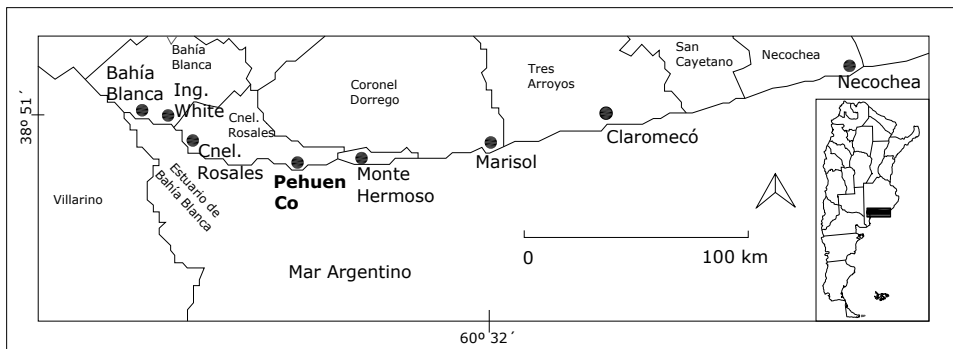 Bahía
Blanca
San
Cayetano
Necochea
Bahía
Blanca
Ing.
White
Coronel
Dorrego
Tres
Arroyos
Necochea
38º 51´
Cnel.
Rosales
Claromecó
Cnel.
Rosales
Marisol
Pehuen
Co
Monte
Hermoso
Villarino
Estuario de
Bahía Blanca
0
100 km
Mar Argentino
60º 32´